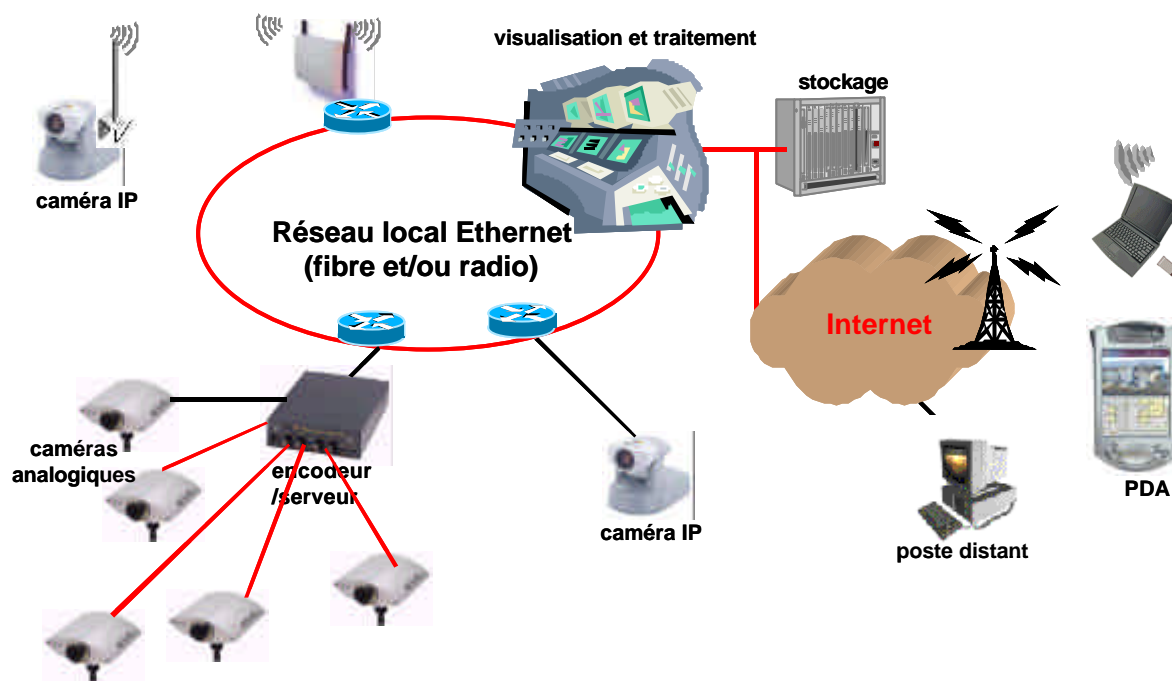 visualisation et traitement
stockage
caméra IP
Réseau local Ethernet
(fibre et/ou radio)
Internet
caméras
analogiques
encodeur
/serveur
caméra IP
PDA
poste distant